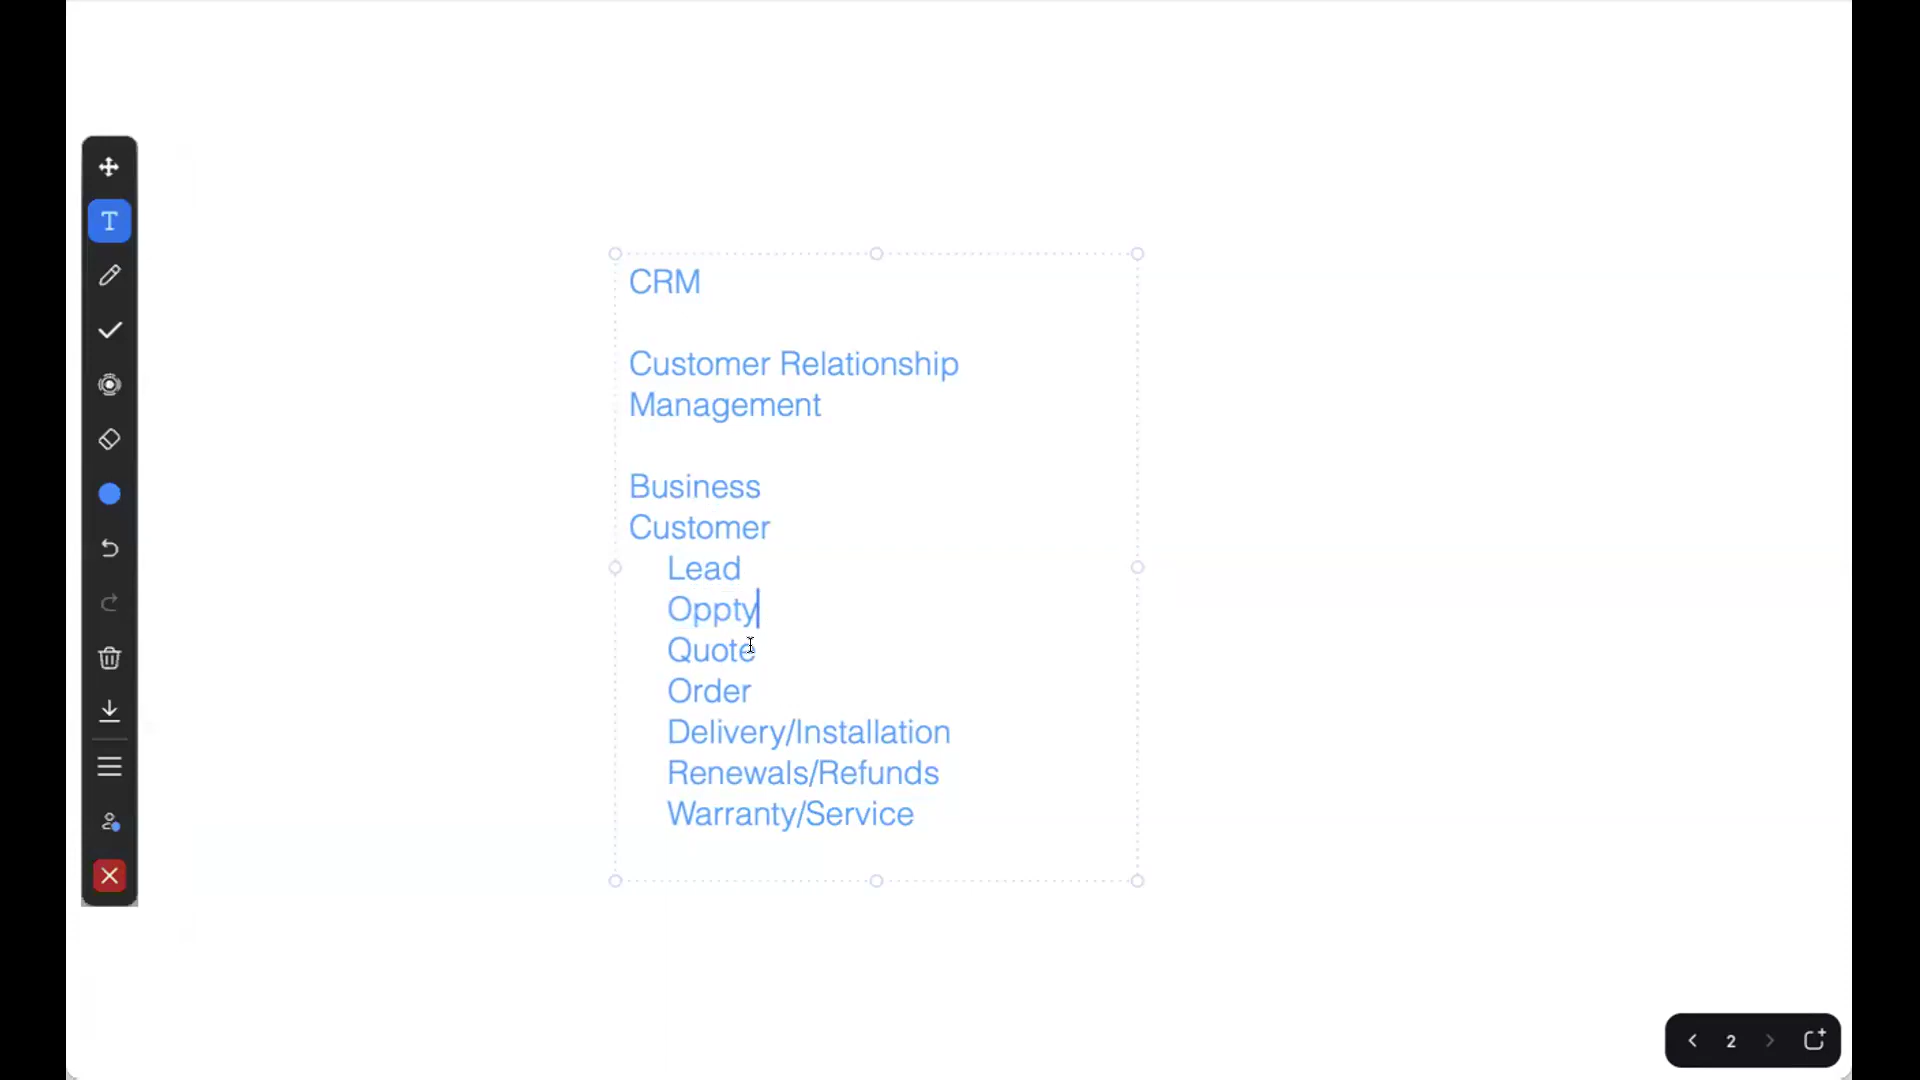 CRM
Customer Relationship
Management
Business
Customer
Lead
Oppty
Quote
Order
Delivery/Installation
Renewals/Refunds
Warranty/Service
T
2